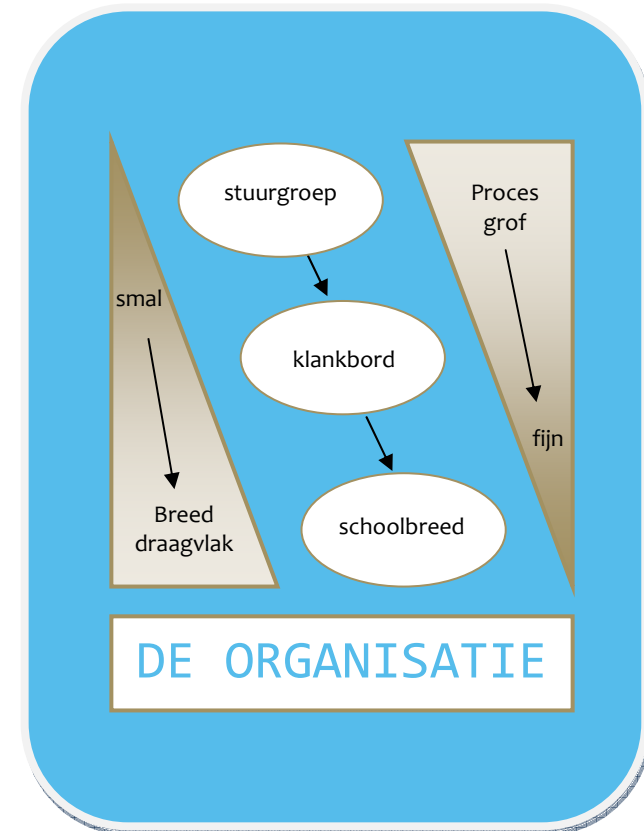 stuurgroep
Proces
grof
smal
klankbord
fijn
Breed
draagvlak
schoolbreed
DE ORGANISATIE